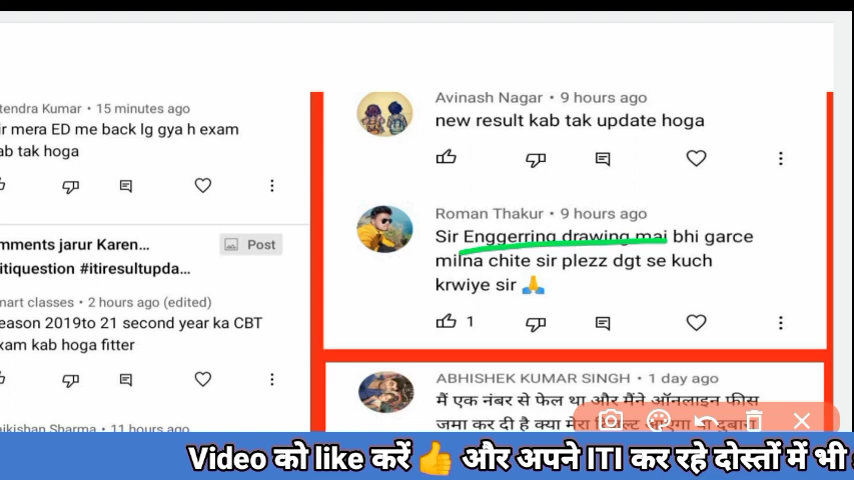 tendra Kumar • 15 minutes ago
ir mera ED me back lg gya h exam
ab tak hoga
mments jarur Karen...
Post
itiquestion #itiresultupda...
mart classes • 2 hours ago (edited)
eason 2019to 21 second year ka CBT
xam kab hoga fitter
aikishan Sharma • 11 hours ago
Avinash Nagar • 9 hours ago
new result kab tak update hoga
Roman Thakur • 9 hours ago
Sir Enggerring drawing mai bhi garce
milna chite sir plezz dgt se kuch
krwiye sir 🙏
1
ABHISHEK KUMAR SINGH • 1 day ago
मैं एक नंबर से फेल था और मैंने ऑनलाइन फीस
जमा कर दी है क्या मेरा
Video को like करें 👍 और अपने ITI कर रहे दोस्तों में भी